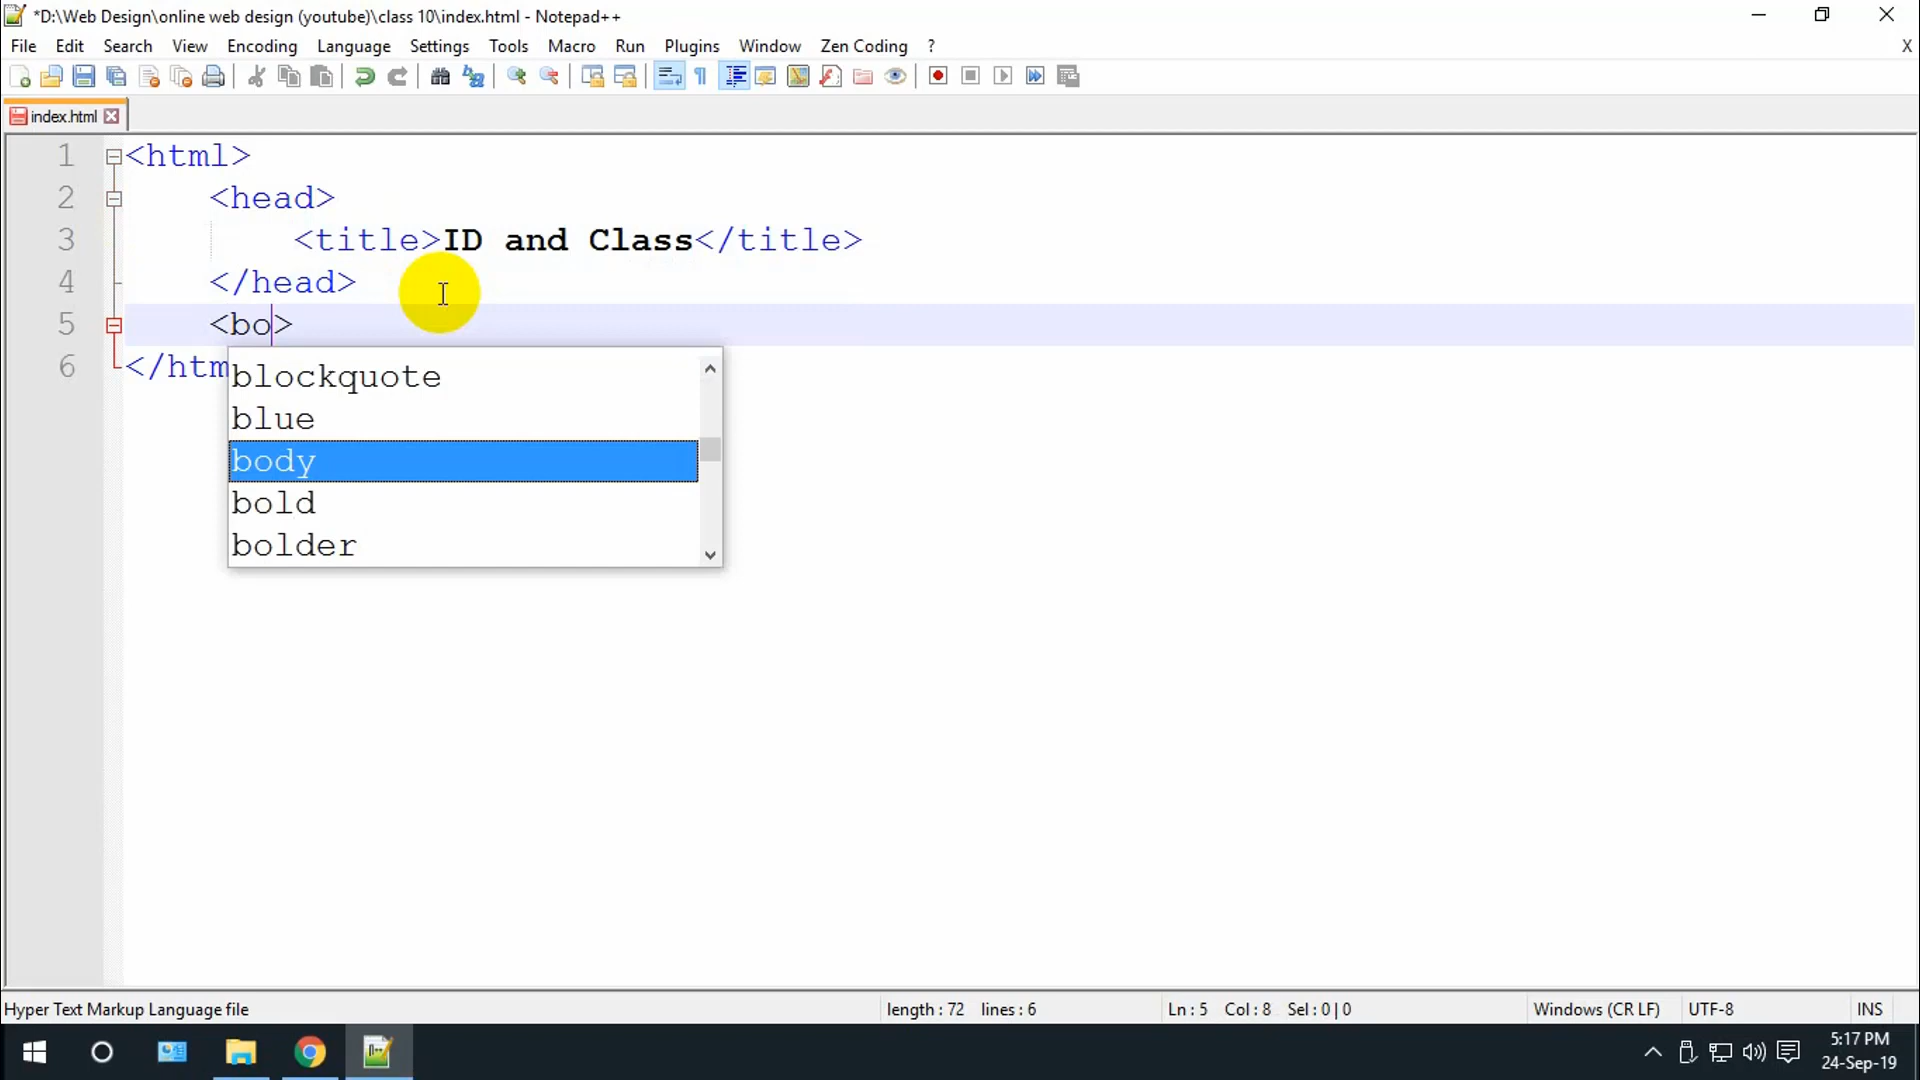 *D:\Web Design\online web design (youtube)\class 10\index.html - Notepad++
File Edit Search View Encoding Language Settings Tools Macro Run Plugins Window Zen Coding ? X
index.html
1 <html>
2 <head>
3 <title>ID and Class</title>
4 </head>
5 <bo>
6 </htm
blockquote
blue
body
bold
bolder
Hyper Text Markup Language file length : 72 lines : 6 Ln : 5 Col : 8 Sel : 0 | 0 Windows (CR LF) UTF-8 INS
5:17 PM
24-Sep-19